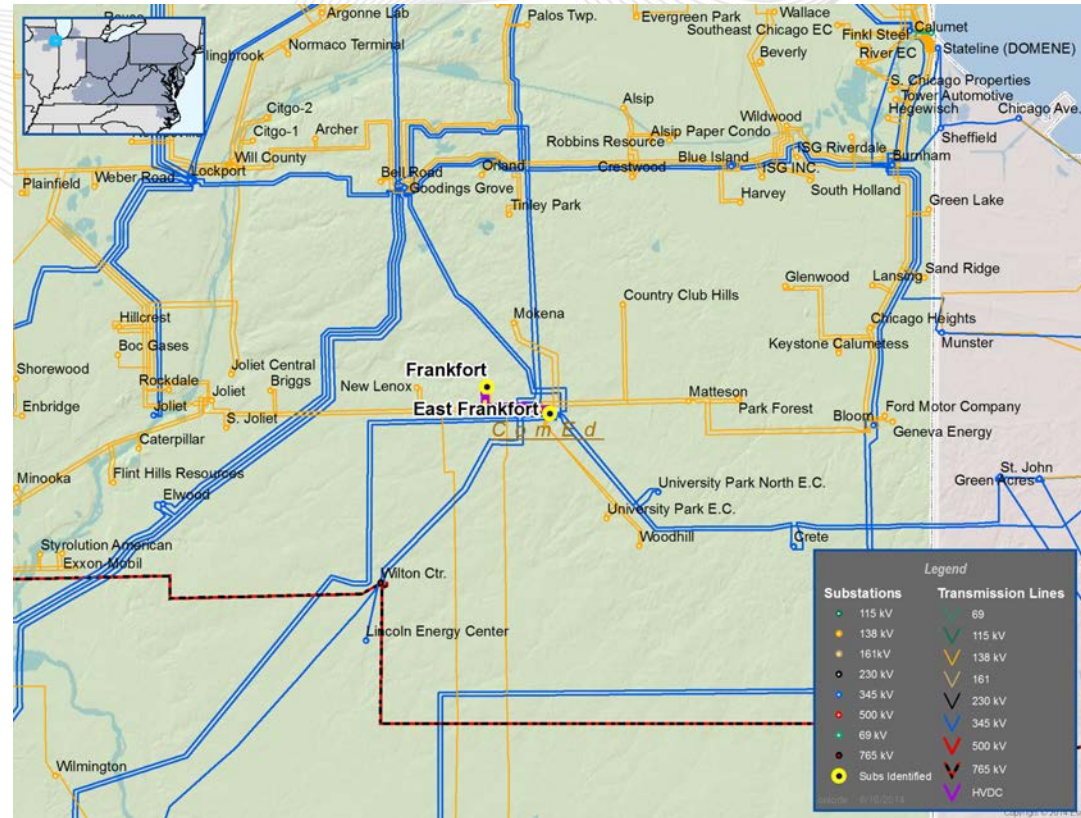 Argonne Lab
Palos Twp.
Evergreen Park
Wallace
Southeast Chicago EC
Calumet
Finkl Steel
Stateline (DOMENE)
lingbrook
Normaco Terminal
Beverly
River EC
S. Chicago Properties
Tower Automotive
Hegewisch
Chicago Ave.
Citgo-2
Alsip
Wildwood
Sheffield
Citgo-1
Archer
Robbins Resource
Alsip Paper Condo
ISG Riverdale
Will County
Orland
Crestwood
Blue Island
ISG INC.
Burnham
Plainfield
Weber Road
Lockport
Bell Road
Goodings Grove
Harvey
South Holland
Tinley Park
Green Lake
Glenwood
Lansing
Sand Ridge
Country Club Hills
Hillcrest
Mokena
Chicago Heights
Boc Gases
Keystone Calumetess
Munster
Shorewood
Joliet Central
Frankfort
Rockdale
Briggs
New Lenox
Enbridge
Joliet
Joliet
Matteson
S. Joliet
East Frankfort
Park Forest
Bloom
Ford Motor Company
Caterpillar
ComEd
Geneva Energy
Minooka
Flint Hills Resources
St. John
Elwood
University Park North E.C.
Green Acres
University Park E.C.
Woodhill
Crete
Styrolution American
Exxon-Mobil
Wilton Ctr.
Lincoln Energy Center
Wilmington
Legend
Substations
115 kV
138 kV
161kV
230 kV
345 kV
500 kV
69 kV
765 kV
Subs Identified
Transmission Lines
69
115 kV
138 kV
161
230 kV
345 kV
500 kV
765 kV
HVDC